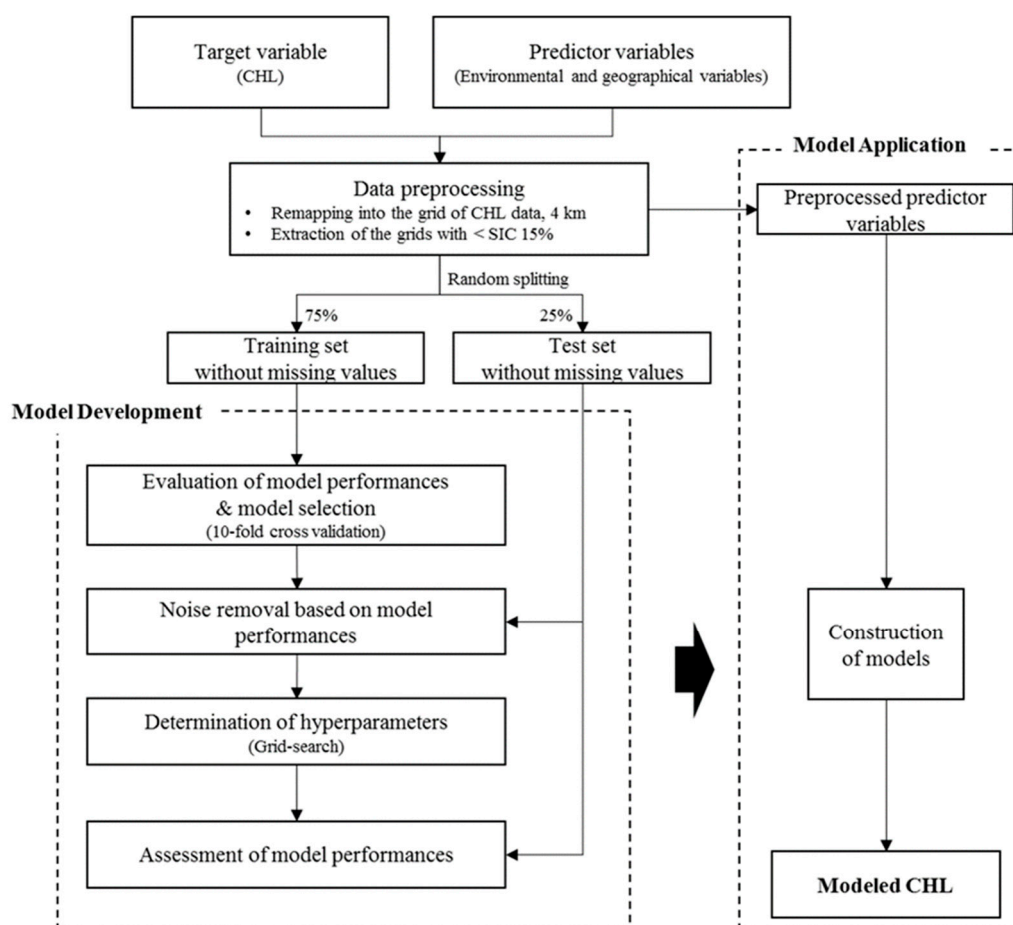 Target variable
(CHL)
Predictor variables
(Environmental and geographical variables)
Model Application
Data preprocessing
• Remapping into the grid of CHL data, 4 km
• Extraction of the grids with < SIC 15%
Preprocessed predictor
variables
Random splitting
75%
25%
Training set
without missing values
Test set
without missing values
Model Development
Evaluation of model performances
& model selection
(10-fold cross validation)
Noise removal based on model
performances
Determination of hyperparameters
(Grid-search)
Assessment of model performances
Construction
of models
Modeled CHL